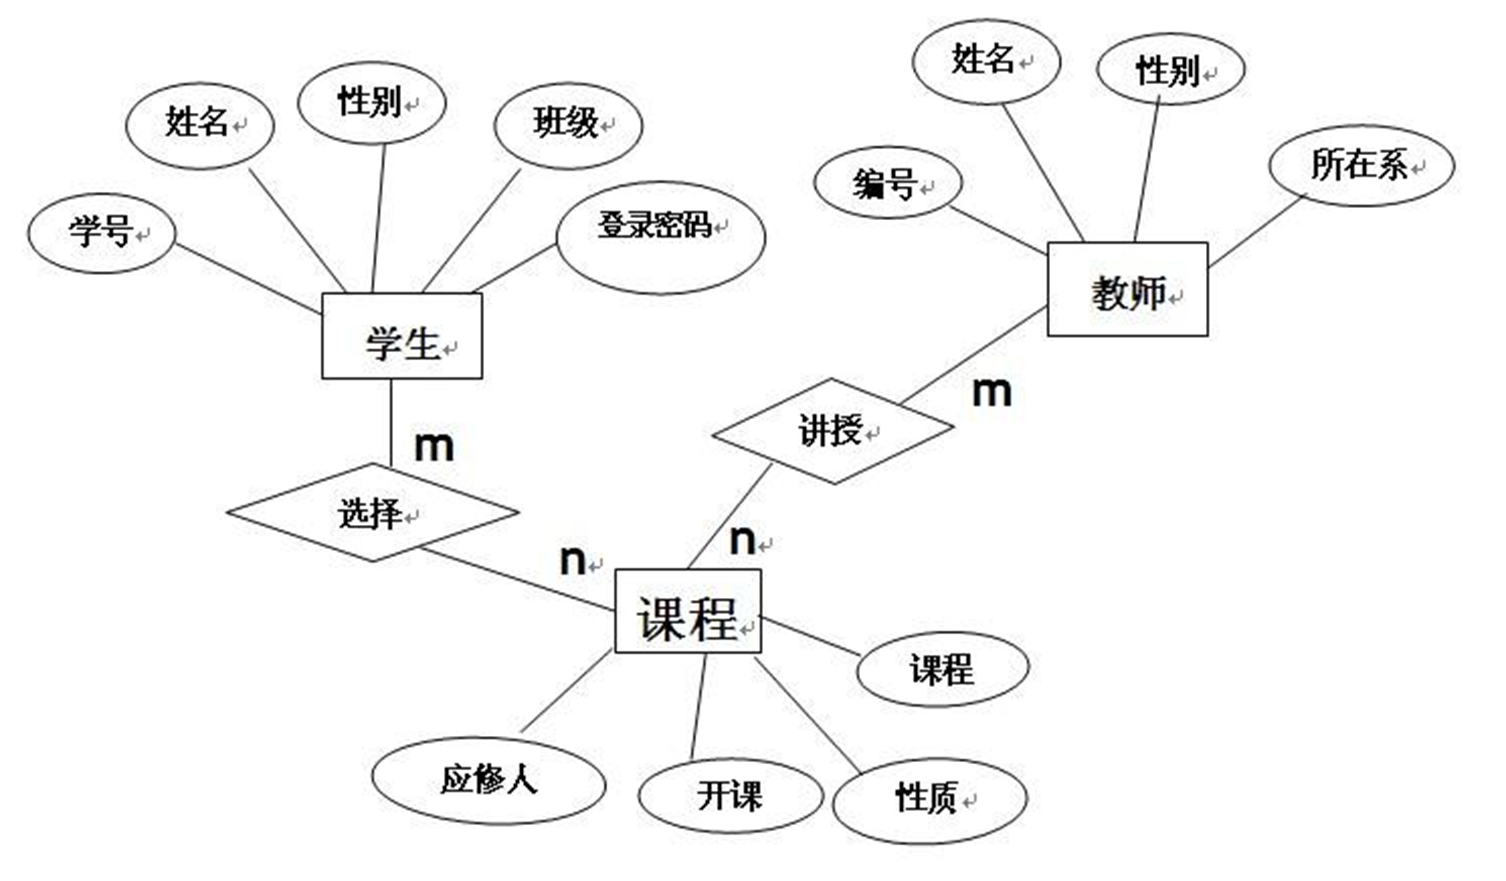 姓名
性别
姓名
性别
班级
所在系
编号
学号
登录密码
教师
学生
m
讲授
m
选择
n
n
课程
课程
应修人
开课
性质